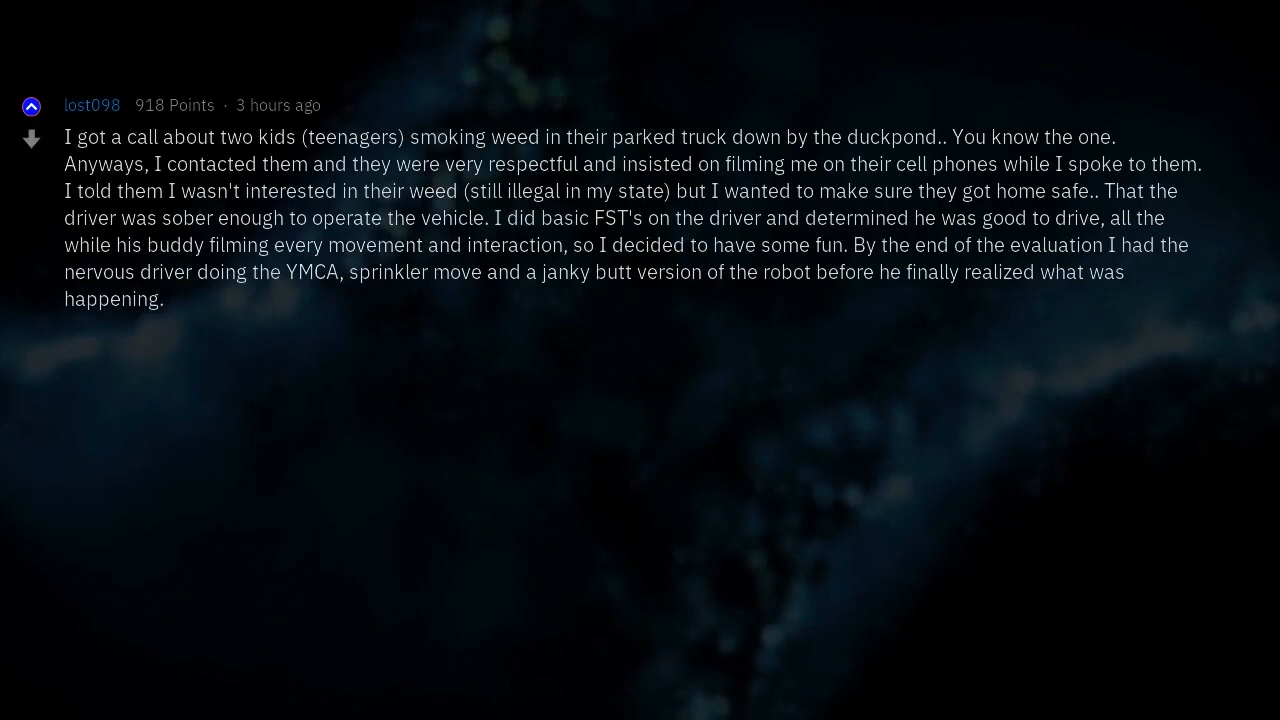 lost098 918 Points · 3 hours ago
I got a call about two kids (teenagers) smoking weed in their parked truck down by the duckpond.. You know the one.
Anyways, I contacted them and they were very respectful and insisted on filming me on their cell phones while I spoke to them.
I told them I wasn't interested in their weed (still illegal in my state) but I wanted to make sure they got home safe.. That the
driver was sober enough to operate the vehicle. I did basic FST's on the driver and determined he was good to drive, all the
while his buddy filming every movement and interaction, so I decided to have some fun. By the end of the evaluation I had the
nervous driver doing the YMCA, sprinkler move and a janky butt version of the robot before he finally realized what was
happening.